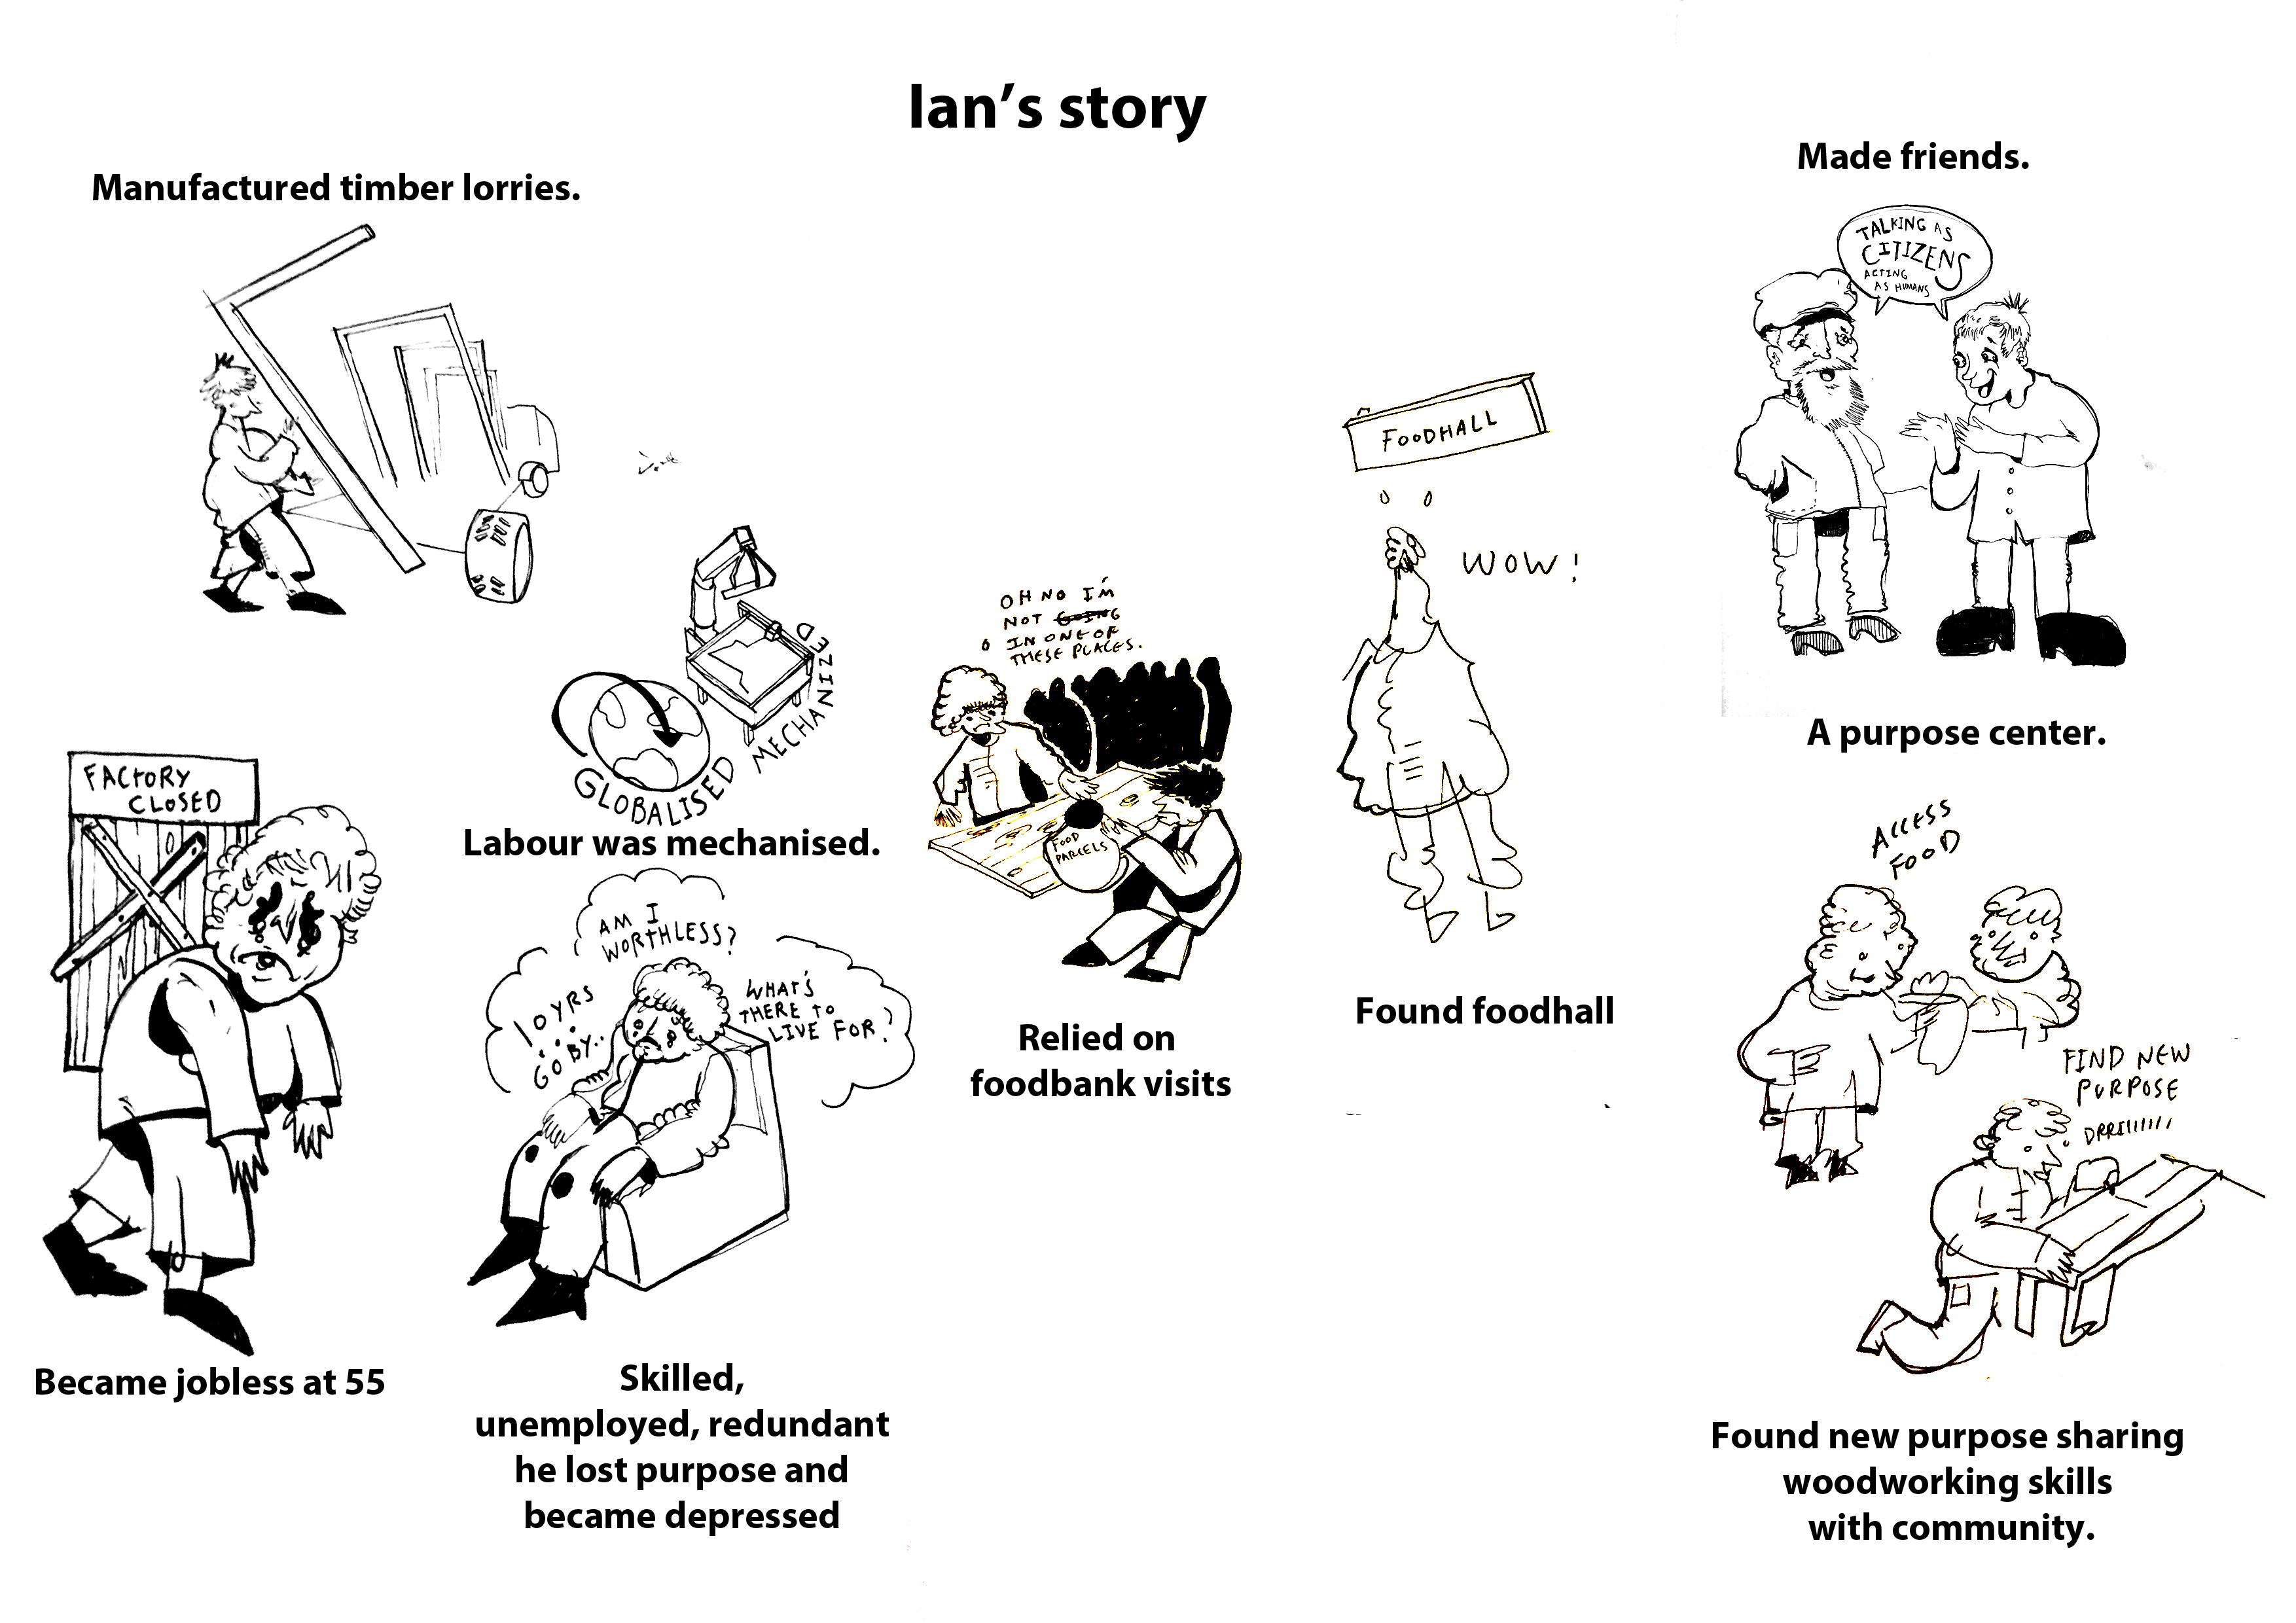 Ian’s story
Manufactured timber lorries.
GLOBALISED
MECHANIZED
Labour was mechanised.
FACTORY
CLOSED
Became jobless at 55
AM I
WORTHLESS?
10YRS
GO BY..
WHAT'S
THERE TO
LIVE FOR?
Skilled,
unemployed, redundant
he lost purpose and
became depressed
OH NO I'M
NOT GOING
IN ONE OF
THESE PLACES.
FOOD
PARCELS
Relied on
foodbank visits
FOODHALL
WOW!
Found foodhall
Made friends.
TALKING AS
CITIZENS
ACTING
AS HUMANS
A purpose center.
ACCESS
FOOD
FIND NEW
PURPOSE
DRRIIIIIII
Found new purpose sharing
woodworking skills
with community.